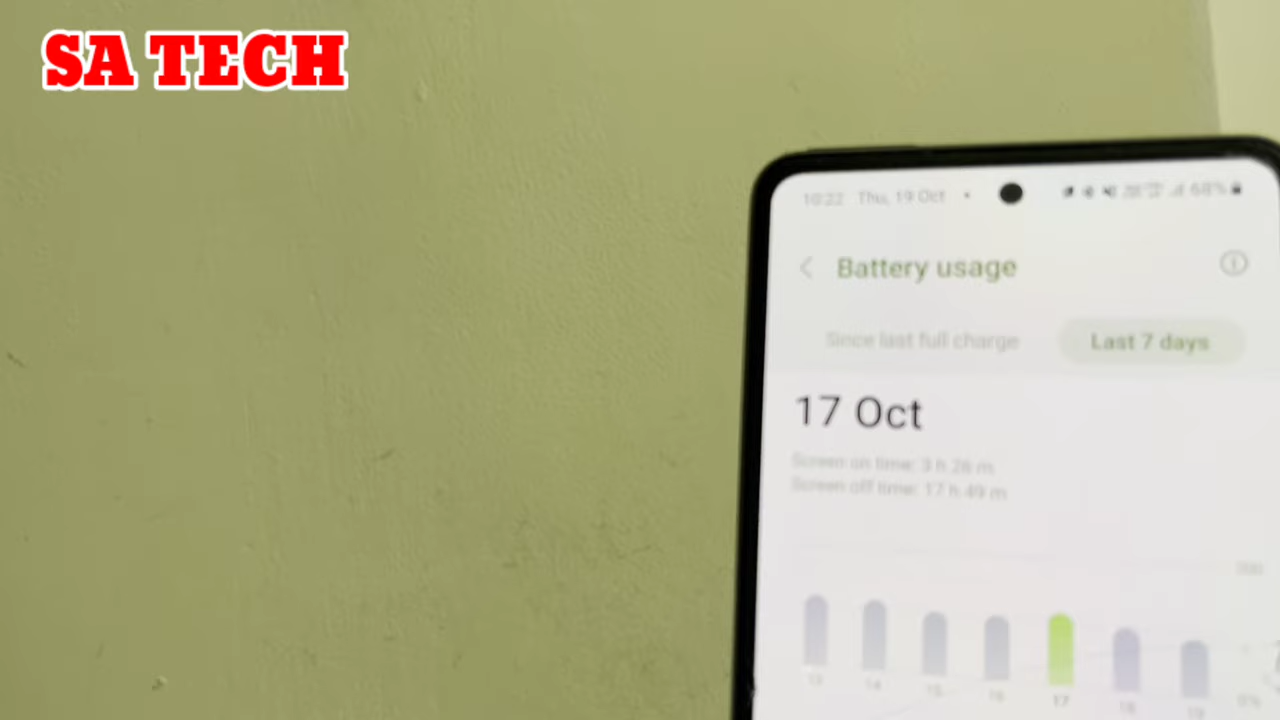 SA TECH
10:22 Thu, 19 Oct
68%
Battery usage
Since last full charge
Last 7 days
17 Oct
Screen on time: 3 h 26 m
Screen off time: 17 h 49 m
13 14 15 16 17 18 19